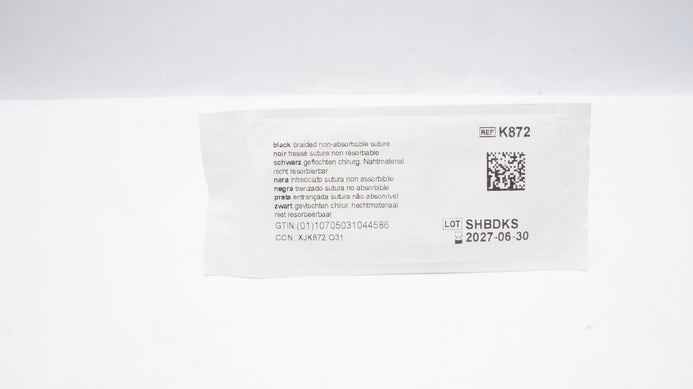 black braided non-absorbable suture
noir tressé suture non résorbable
schwarz geflochten chirurg. Nahtmaterial
nicht resorbierbar
nera intrecciato sutura non assorbibile
negra trenzado sutura no absorbible
preta entrançada sutura não absorvível
zwart gevlochten chirur. hechtmateriaal
niet resorbeerbaar
GTIN (01)10705031044586
CCN: XJK872.O31
REF K872
LOT SHBDKS
2027-06-30